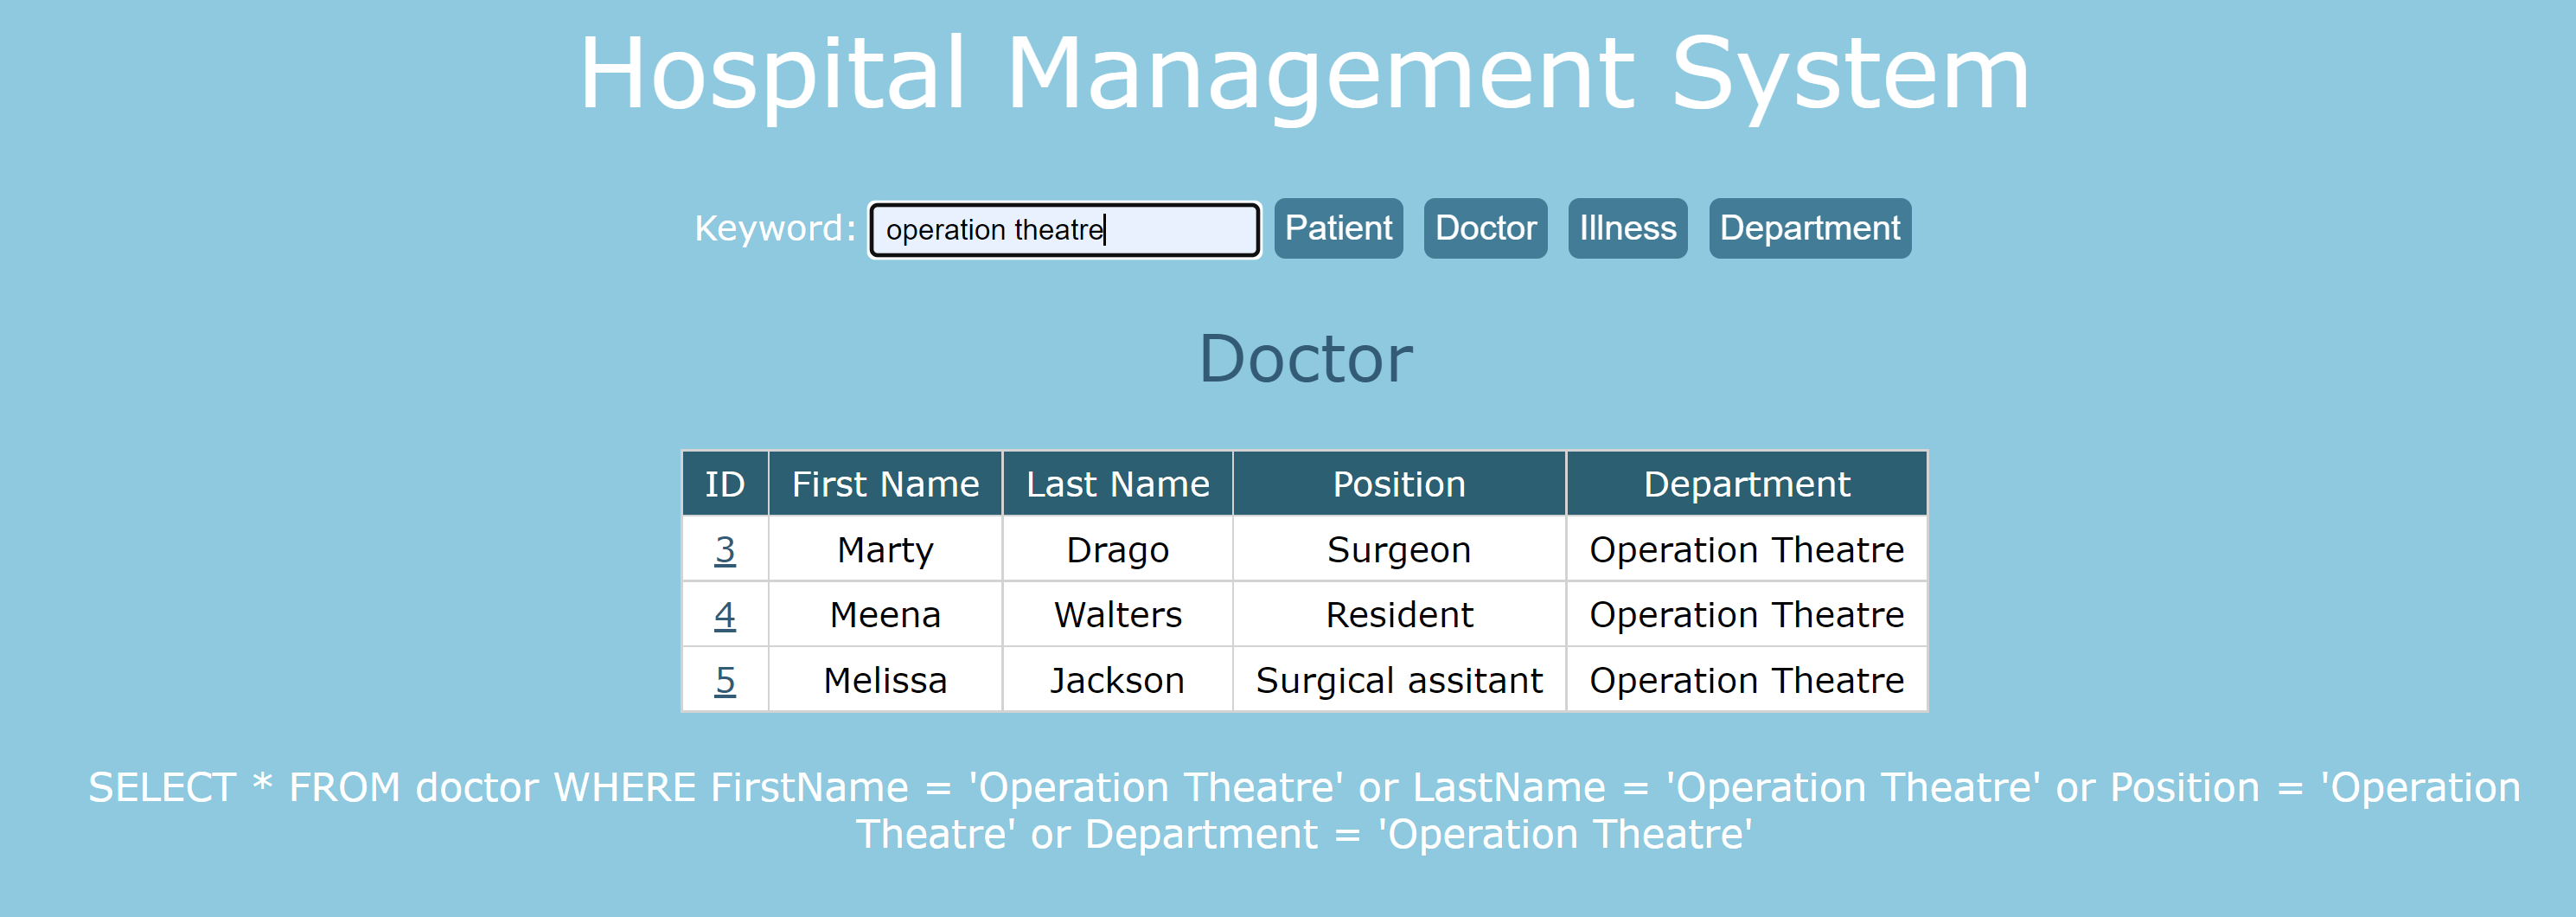 Hospital Management System
Keyword: operation theatre Patient Doctor Illness Department
Doctor
ID First Name Last Name Position Department
3 Marty Drago Surgeon Operation Theatre
4 Meena Walters Resident Operation Theatre
5 Melissa Jackson Surgical assitant Operation Theatre
SELECT * FROM doctor WHERE FirstName = 'Operation Theatre' or LastName = 'Operation Theatre' or Position = 'Operation
Theatre' or Department = 'Operation Theatre'